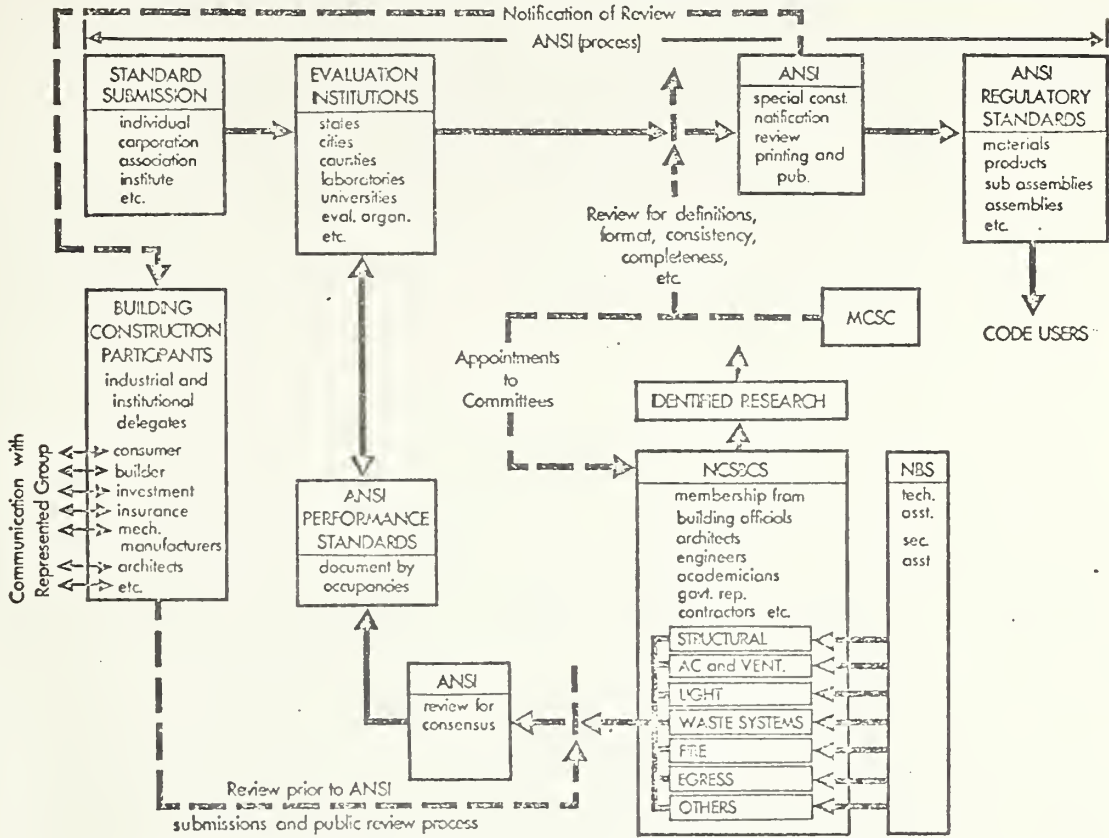 Notification of Review
ANSI (process)
STANDARD
SUBMISSION
individual
corporation
association
institute
etc.
EVALUATION
INSTITUTIONS
states
cities
counties
laboratories
universities
eval. organ.
etc.
ANSI
special const.
notification
review
printing and
pub.
ANSI
REGULATORY
STANDARDS
materials
products
sub assemblies
assemblies
etc.
Review for definitions,
format, consistency,
completeness,
etc.
CODE USERS
MCSC
BUILDING
CONSTRUCTION
PARTICIPANTS
industrial and
institutional
delegates
consumer
builder
investment
insurance
mech.
manufacturers
architects
etc.
Communication with
Represented Group
Appointments
to
Committees
IDENTIFIED RESEARCH
ANSI
PERFORMANCE
STANDARDS
document by
occupancies
NCSBCS
membership from
building officials
architects
engineers
academicians
govt. rep.
contractors etc.
STRUCTURAL
AC and VENT.
LIGHT
WASTE SYSTEMS
FIRE
EGRESS
OTHERS
NBS
tech.
asst.
sec.
asst
ANSI
review for
consensus
Review prior to ANSI
submissions and public review process